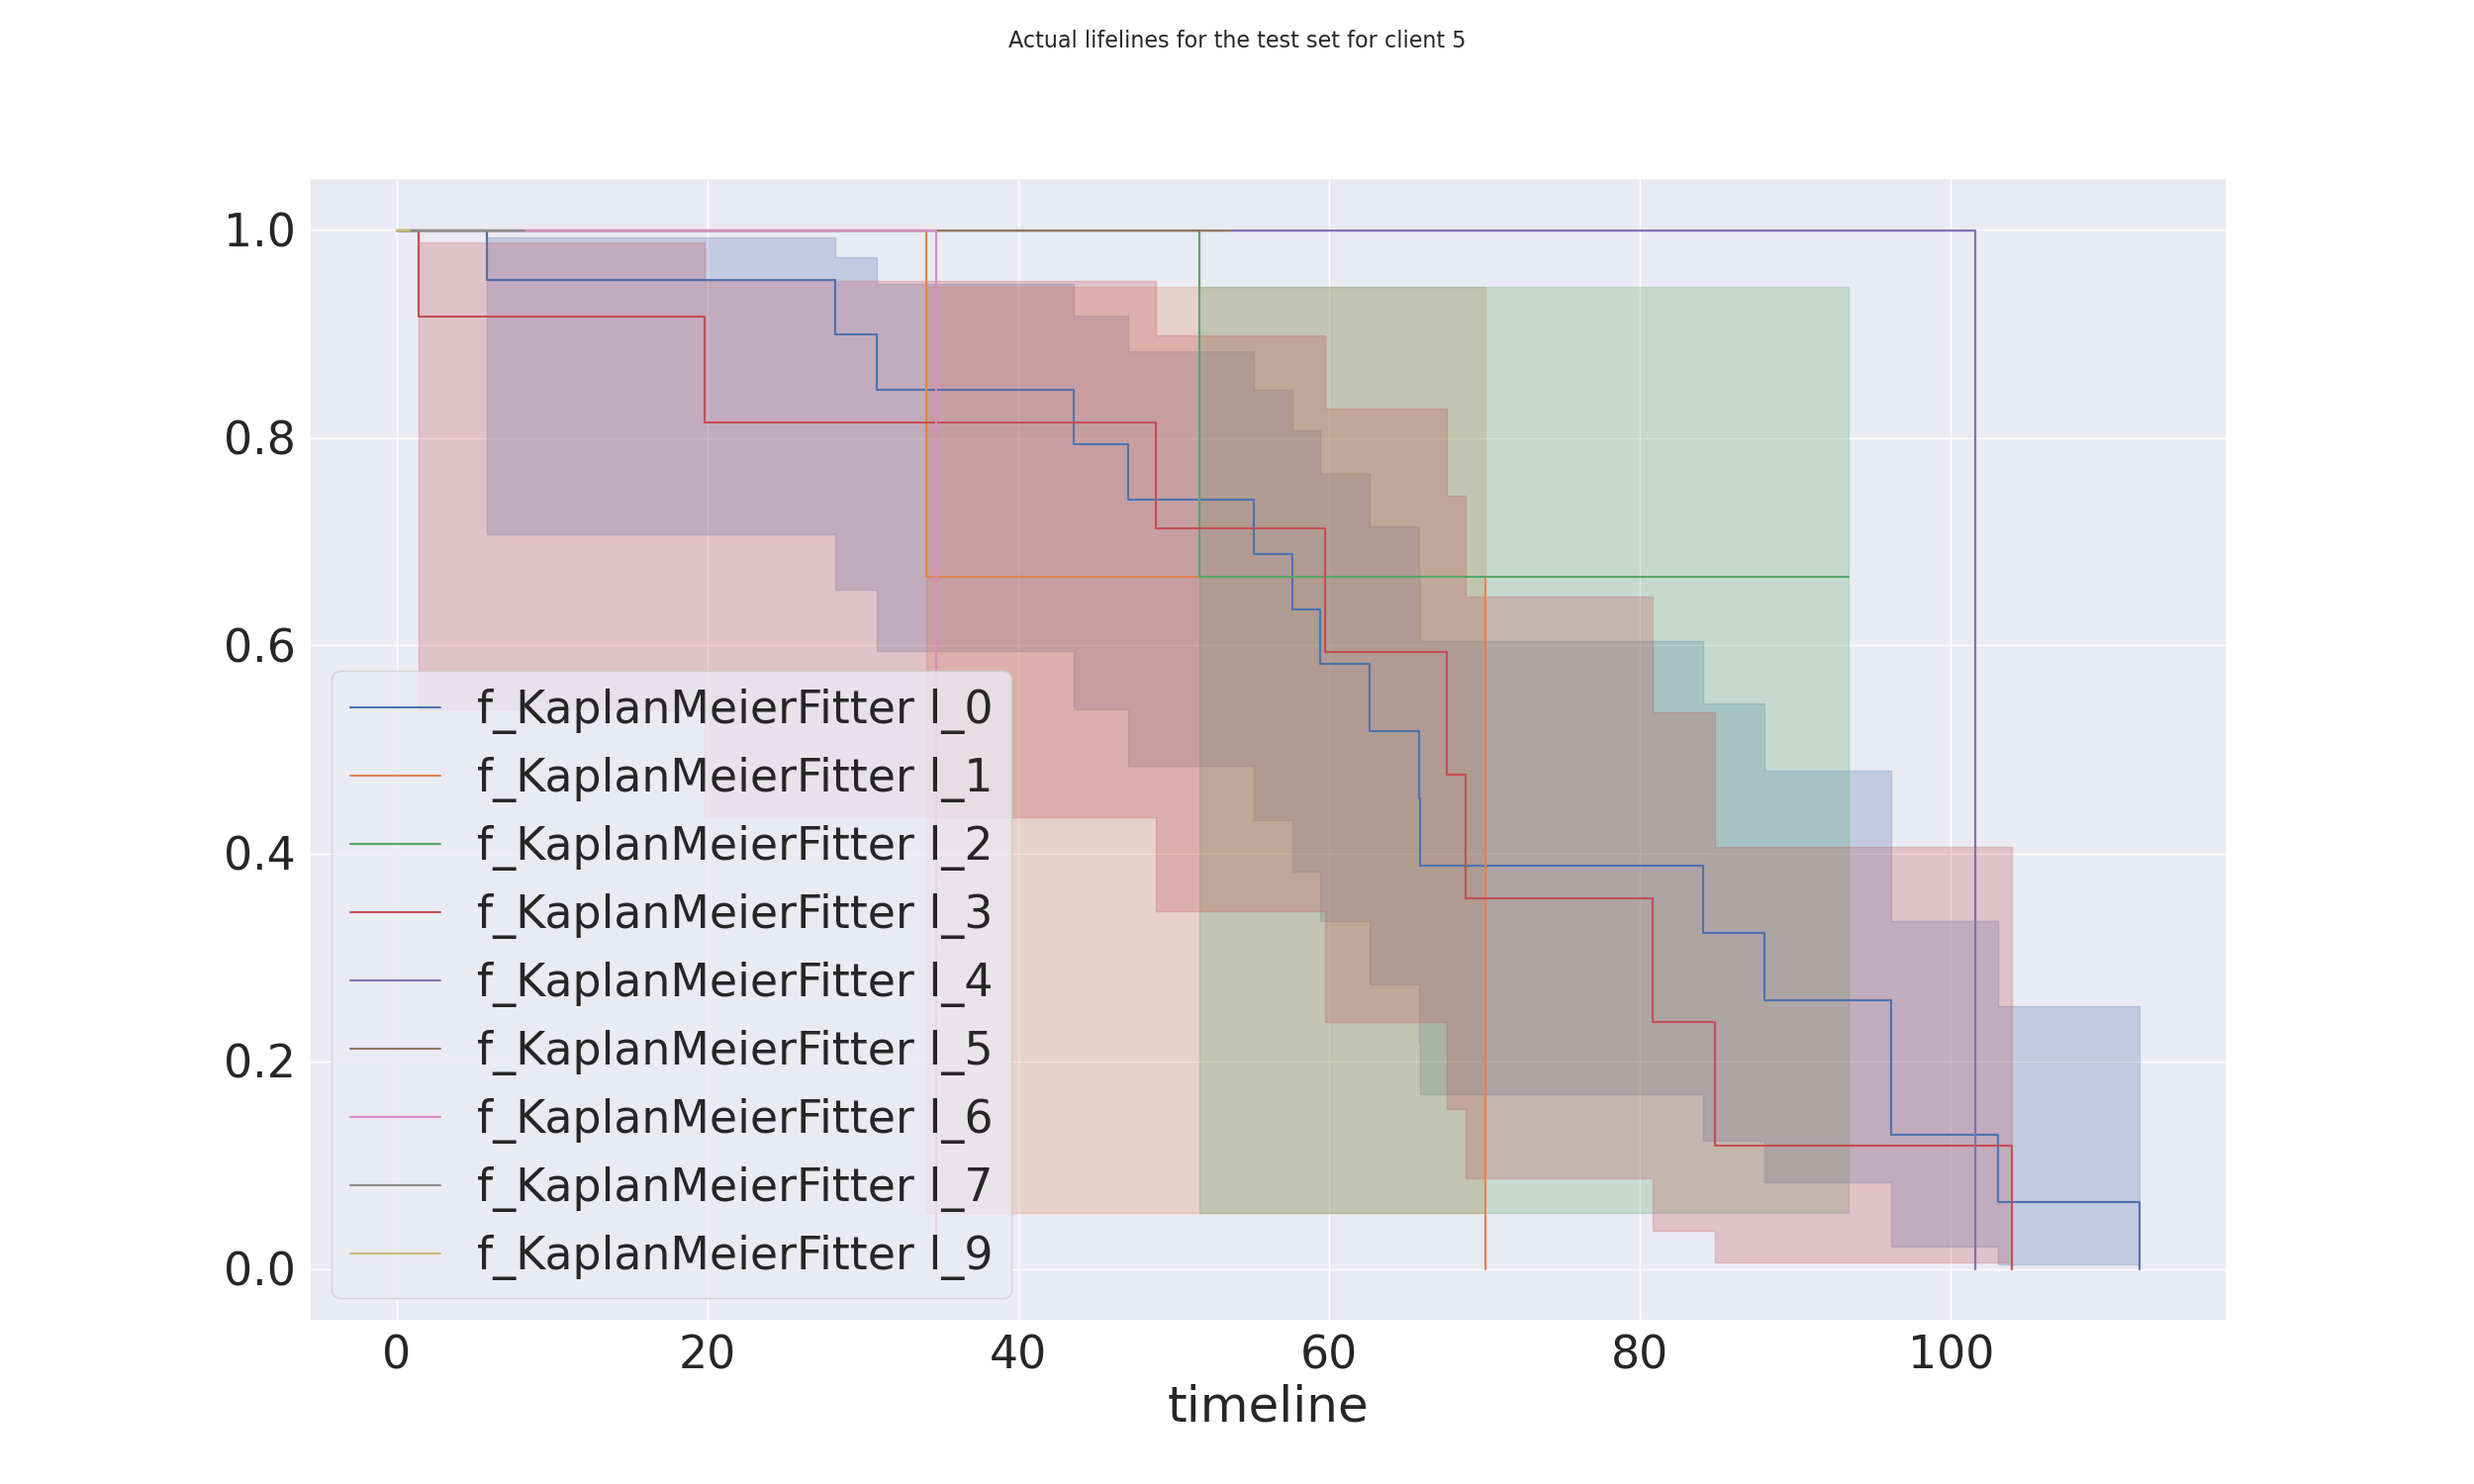 Actual lifelines for the test set for client 5
1.0
0.8
0.6
0.4
0.2
0.0
f_KaplanMeierFitter l_0
f_KaplanMeierFitter l_1
f_KaplanMeierFitter l_2
f_KaplanMeierFitter l_3
f_KaplanMeierFitter l_4
f_KaplanMeierFitter l_5
f_KaplanMeierFitter l_6
f_KaplanMeierFitter l_7
f_KaplanMeierFitter l_9
0 20 40 60 80 100
timeline